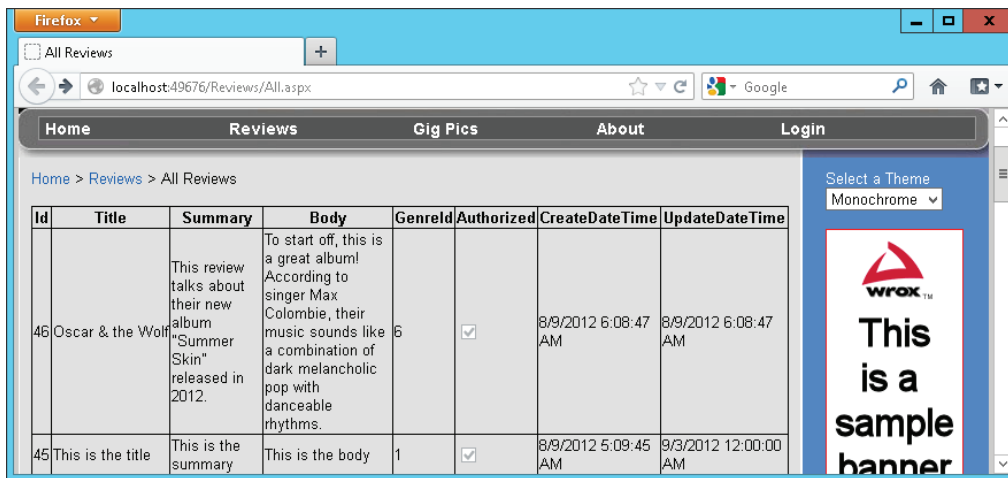 Firefox
All Reviews
+
localhost:49676/Reviews/All.aspx
Google
Home Reviews Gig Pics About Login
Home > Reviews > All Reviews
Select a Theme
Monochrome
Id Title Summary Body GenreId Authorized CreateDateTime UpdateDateTime
46 Oscar & the Wolf
This review
talks about
their new
album
"Summer
Skin"
released in
2012.
To start off, this is
a great album!
According to
singer Max
Colombie, their
music sounds like
a combination of
dark melancholic
pop with
danceable
rhythms.
6
8/9/2012 6:08:47
AM
8/9/2012 6:08:47
AM
45 This is the title
This is the
summary
This is the body
1
8/9/2012 5:09:45
AM
9/3/2012 12:00:00
AM
wrox™
This
is a
sample
banner